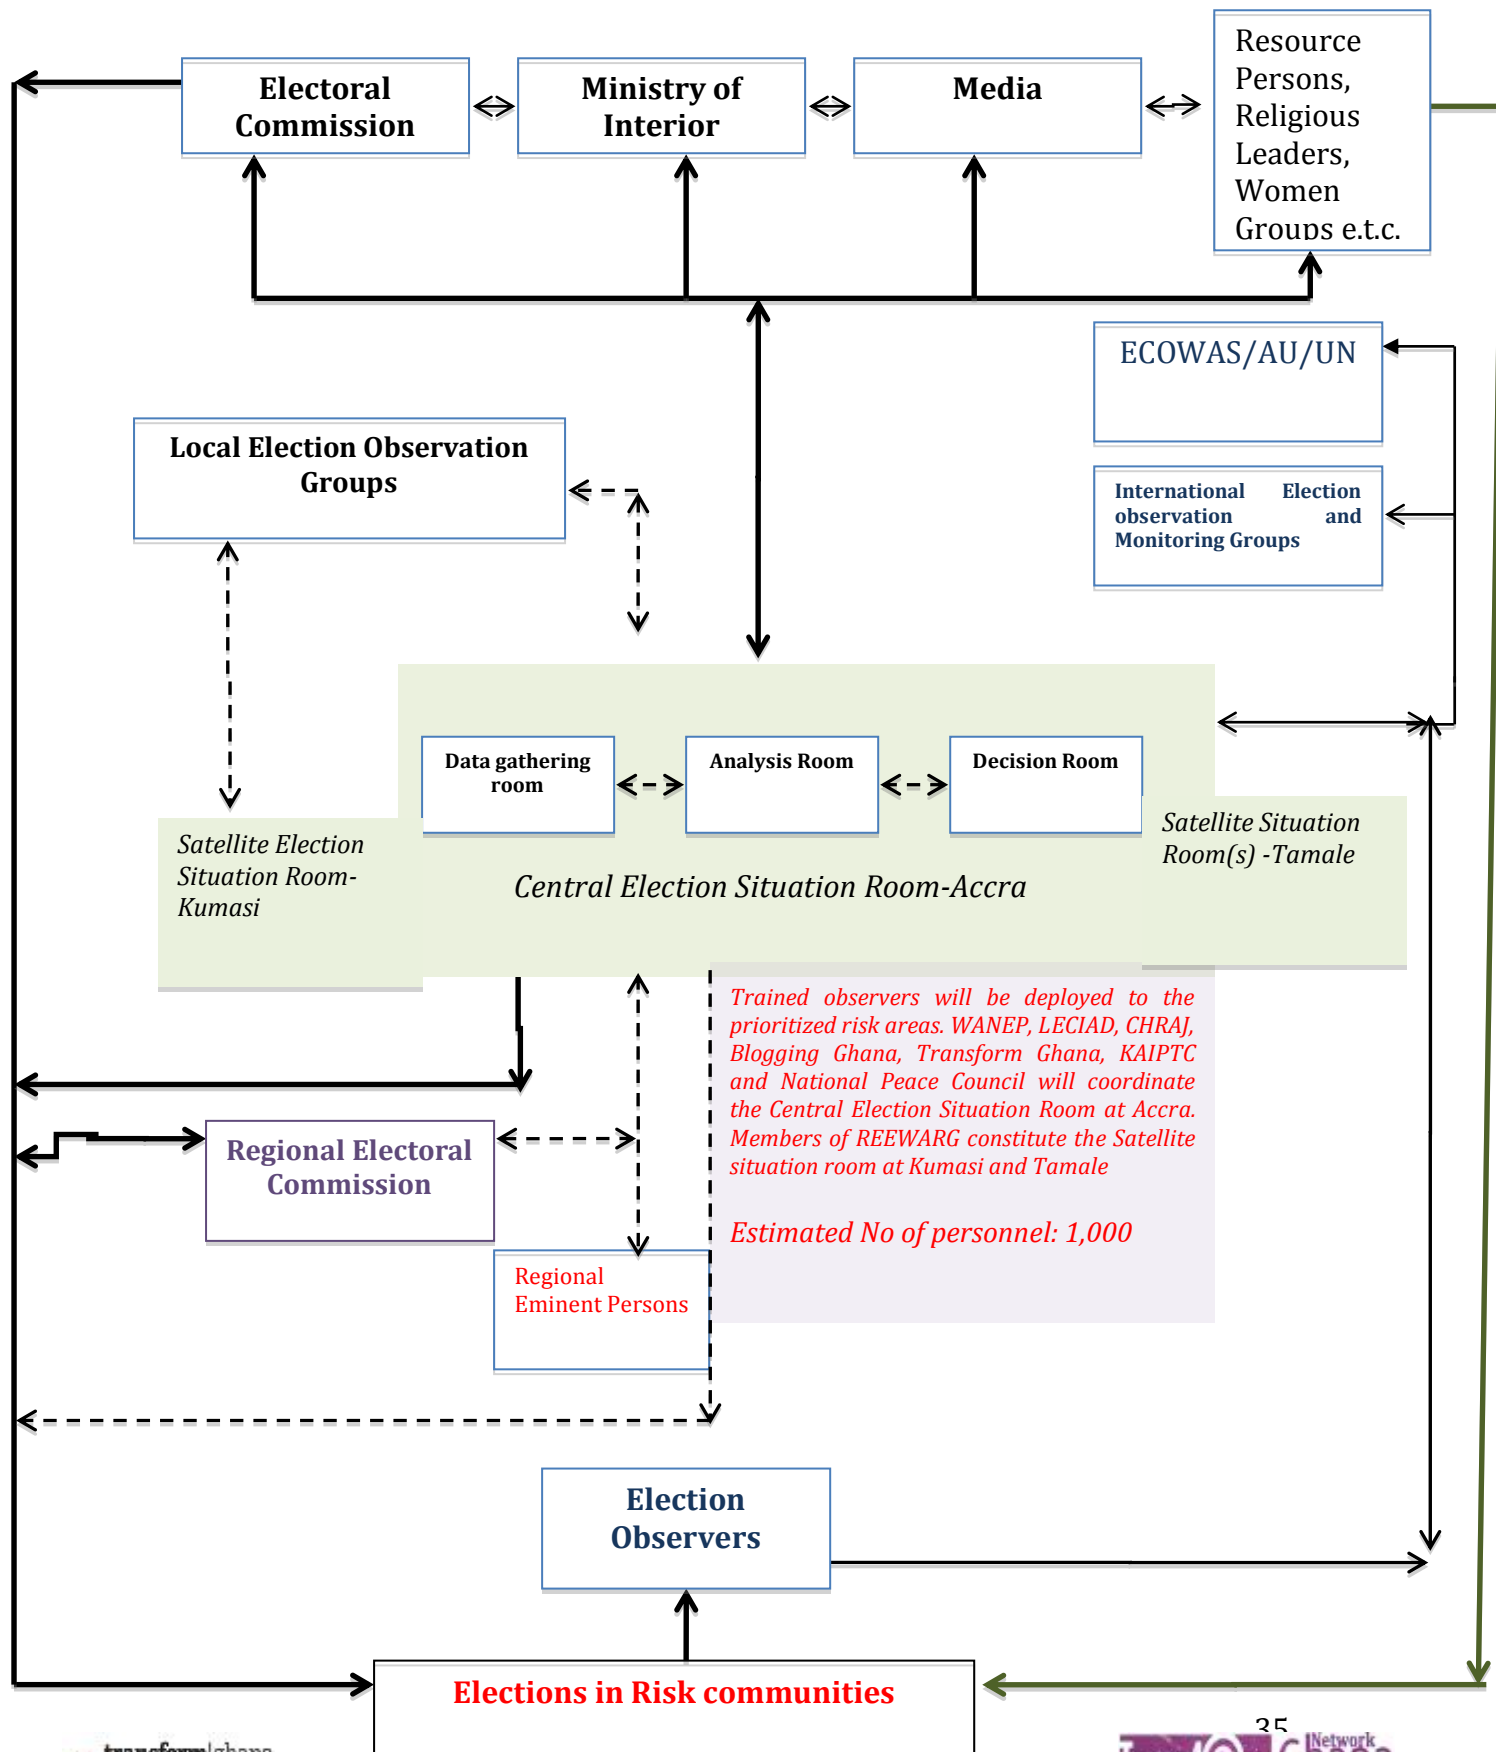 Electoral
Commission
Ministry of
Interior
Media
Resource
Persons,
Religious
Leaders,
Women
Groups e.t.c.
ECOWAS/AU/UN
Local Election Observation
Groups
International Election
observation and
Monitoring Groups
Data gathering
room
Analysis Room
Decision Room
Satellite Election
Situation Room-
Kumasi
Central Election Situation Room-Accra
Satellite Situation
Room(s) -Tamale
Trained observers will be deployed to the
prioritized risk areas. WANEP, LECIAD, CHRAJ,
Blogging Ghana, Transform Ghana, KAIPTC
and National Peace Council will coordinate
the Central Election Situation Room at Accra.
Members of REEWARG constitute the Satellite
situation room at Kumasi and Tamale
Estimated No of personnel: 1,000
Regional Electoral
Commission
Regional
Eminent Persons
Election
Observers
Elections in Risk communities
35
transform|ghana
Network